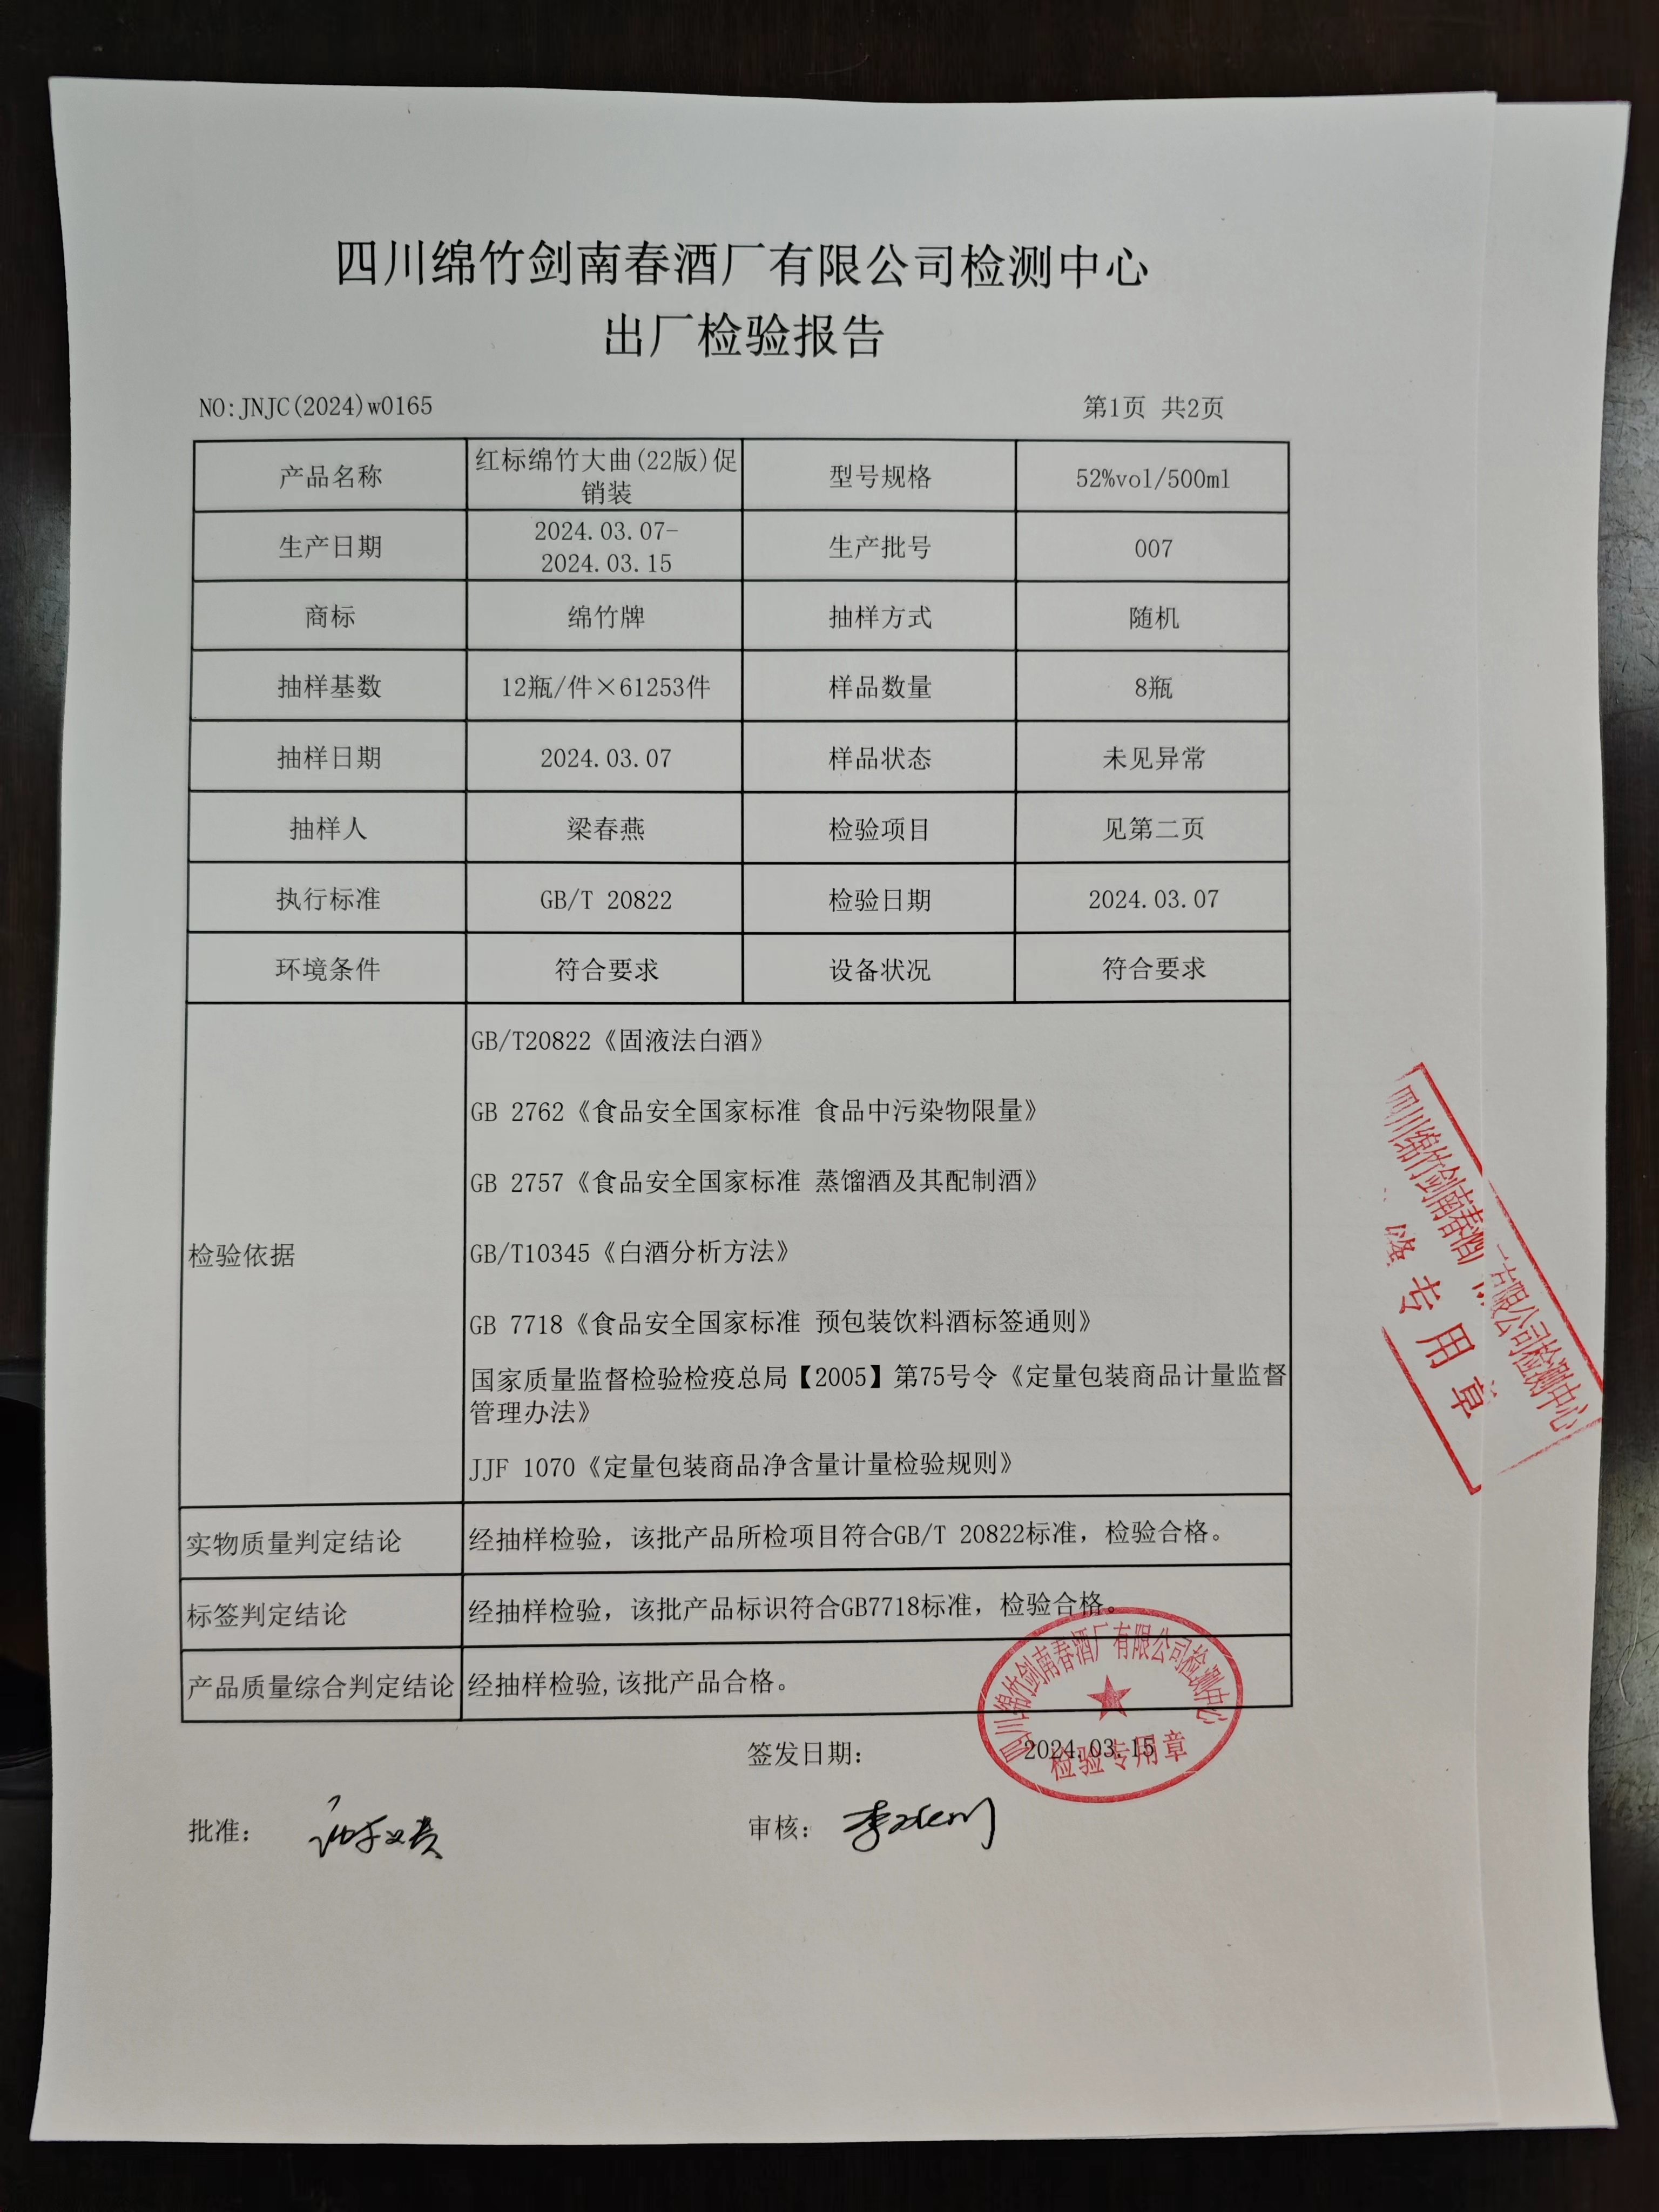 四川绵竹剑南春酒厂有限公司检测中心
出厂检验报告
NO:JNJC(2024)w0165 第1页 共2页
产品名称 红标绵竹大曲(22版)促销装 型号规格 52%vol/500ml
生产日期 2024.03.07-2024.03.15 生产批号 007
商标 绵竹牌 抽样方式 随机
抽样基数 12瓶/件×61253件 样品数量 8瓶
抽样日期 2024.03.07 样品状态 未见异常
抽样人 梁春燕 检验项目 见第二页
执行标准 GB/T 20822 检验日期 2024.03.07
环境条件 符合要求 设备状况 符合要求
检验依据
GB/T20822《固液法白酒》
GB 2762《食品安全国家标准 食品中污染物限量》
GB 2757《食品安全国家标准 蒸馏酒及其配制酒》
GB/T10345《白酒分析方法》
GB 7718《食品安全国家标准 预包装饮料酒标签通则》
国家质量监督检验检疫总局【2005】第75号令《定量包装商品计量监督
管理办法》
JJF 1070《定量包装商品净含量计量检验规则》
实物质量判定结论 经抽样检验，该批产品所检项目符合GB/T 20822标准，检验合格。
标签判定结论 经抽样检验，该批产品标识符合GB7718标准，检验合格。
产品质量综合判定结论 经抽样检验,该批产品合格。
四川绵竹剑南春酒厂有限公司检测中心
检验专用章
签发日期： 2024.03.15
批准： 审核：
四川绵竹剑南春酒 有限公司检测中心
缝专用章